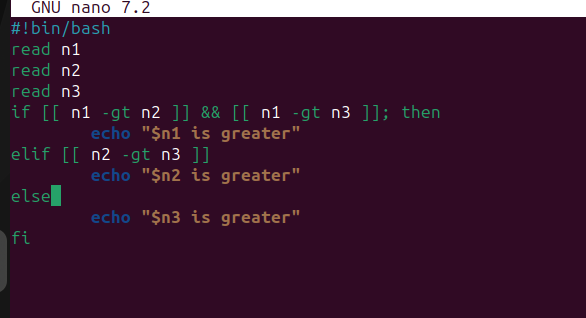 GNU nano 7.2
#!bin/bash
read n1
read n2
read n3
if [[ n1 -gt n2 ]] && [[ n1 -gt n3 ]]; then
        echo "$n1 is greater"
elif [[ n2 -gt n3 ]]
        echo "$n2 is greater"
else
        echo "$n3 is greater"
fi